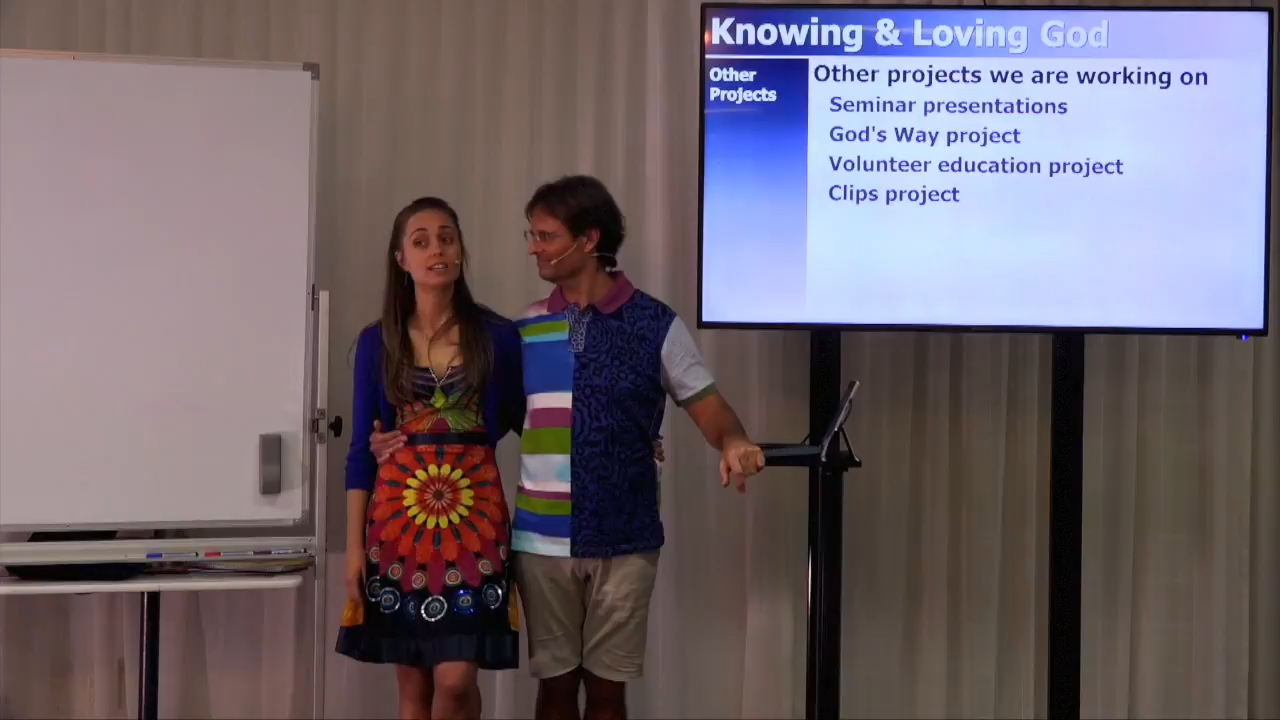 Knowing & Loving God
Other
Projects
Other projects we are working on
Seminar presentations
God's Way project
Volunteer education project
Clips project